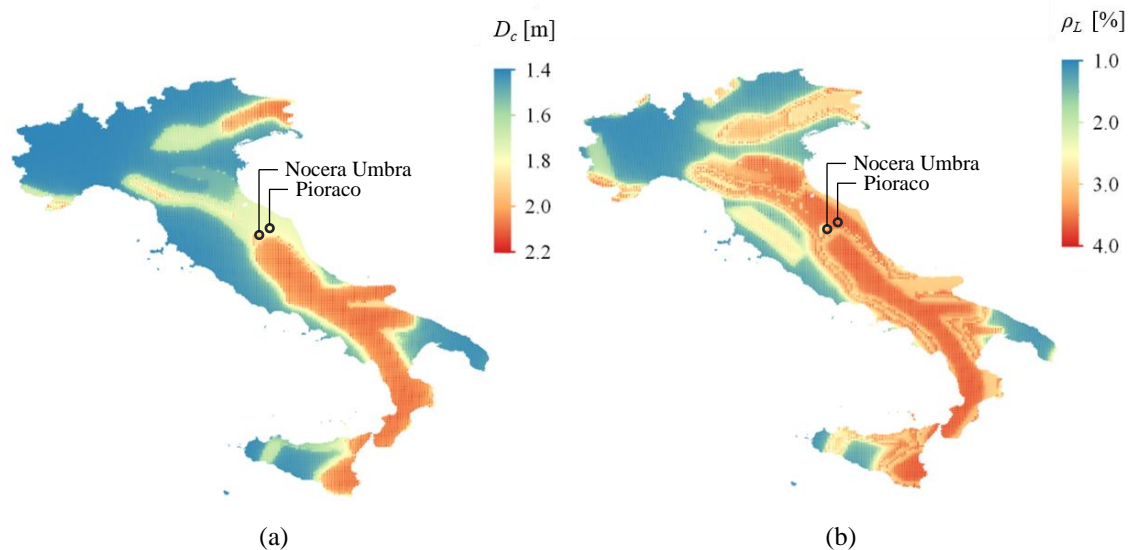 D_c [m]
1.4
1.6
1.8
2.0
2.2
Nocera Umbra
Pioraco
(a)
ρ_L [%]
1.0
2.0
3.0
4.0
Nocera Umbra
Pioraco
(b)